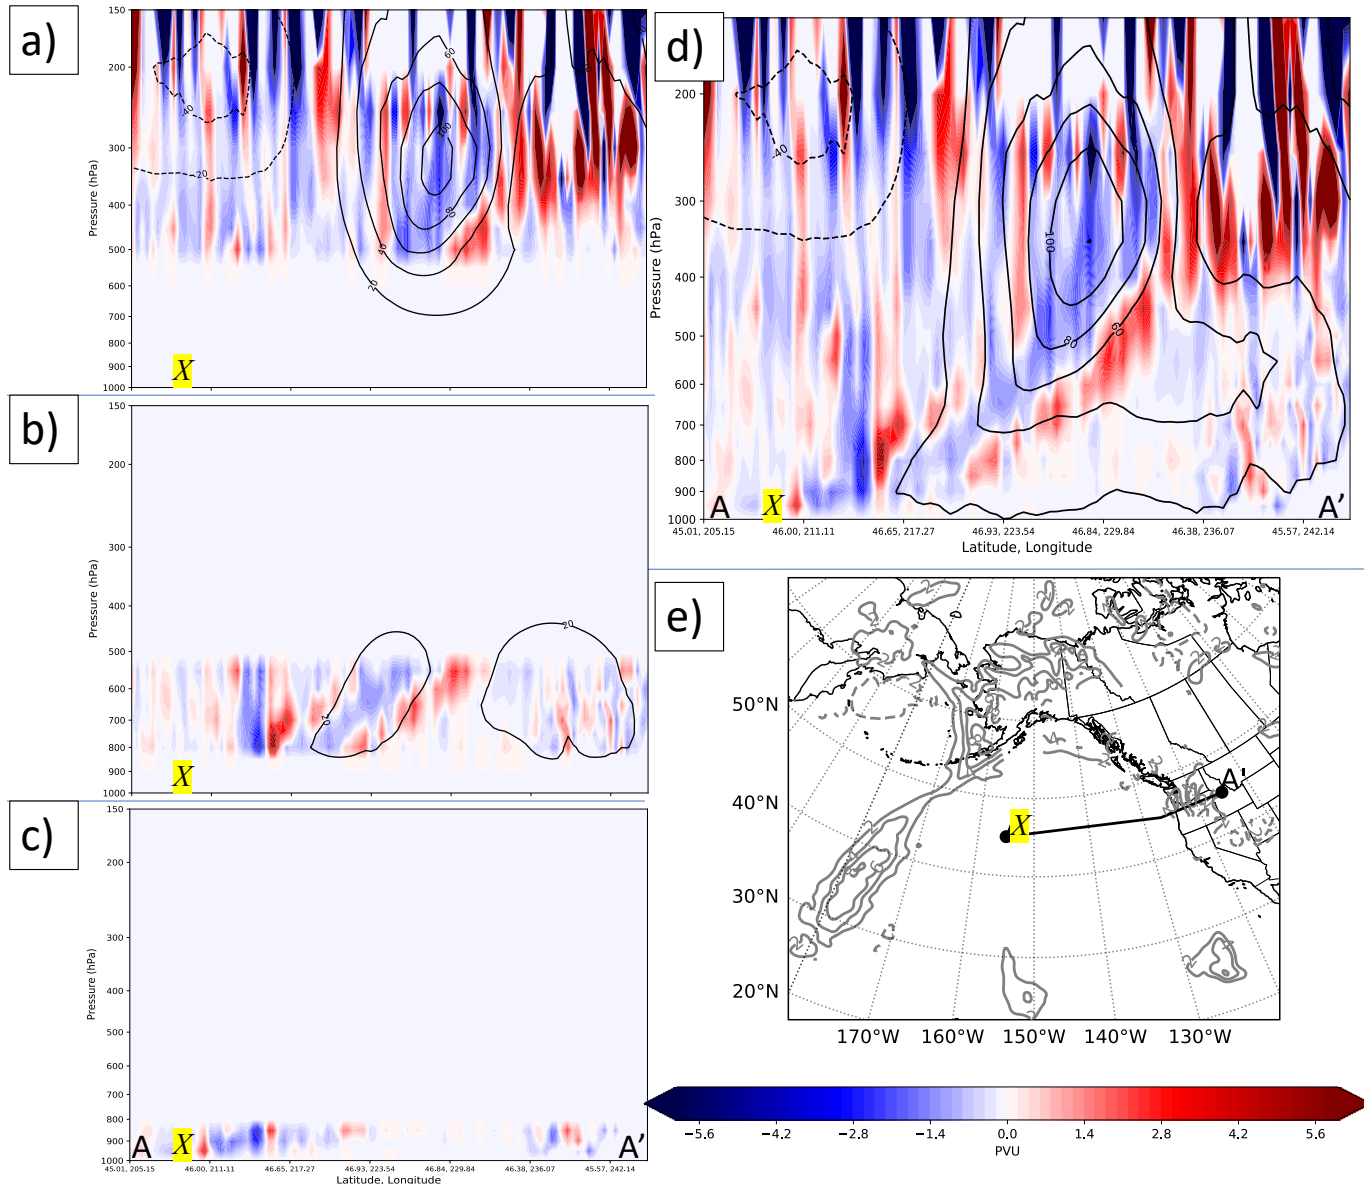 a)
150
200
300
400
500
600
700
800
900
1000
Pressure (hPa)
-40
-20
60
100
80
40
20
X
b)
150
200
300
400
500
600
700
800
900
1000
Pressure (hPa)
20
20
X
c)
150
200
300
400
500
600
700
800
900
1000
Pressure (hPa)
A
X
A’
45.01, 205.15
46.00, 211.11
46.65, 217.27
46.93, 223.54
46.84, 229.84
46.38, 236.07
45.57, 242.14
Latitude, Longitude
d)
200
300
400
500
600
700
800
900
1000
Pressure (hPa)
-40
100
80
60
A
X
A’
45.01, 205.15
46.00, 211.11
46.65, 217.27
46.93, 223.54
46.84, 229.84
46.38, 236.07
45.57, 242.14
Latitude, Longitude
e)
50°N
40°N
30°N
20°N
170°W
160°W
150°W
140°W
130°W
X
A'
−5.6
−4.2
−2.8
−1.4
0.0
1.4
2.8
4.2
5.6
PVU